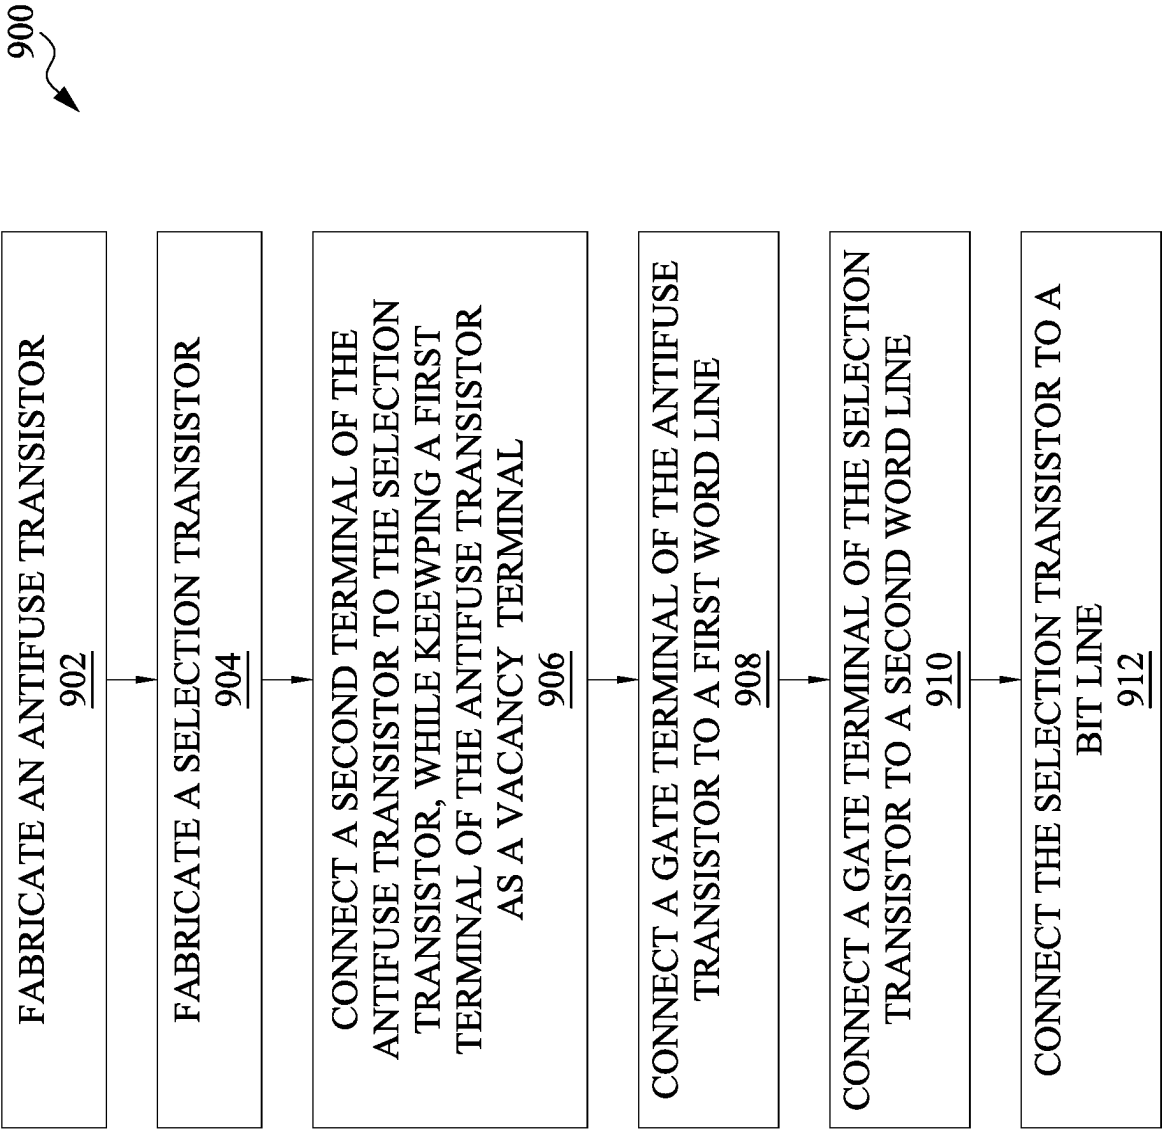 900
FABRICATE AN ANTIFUSE TRANSISTOR
902
FABRICATE A SELECTION TRANSISTOR
904
CONNECT A SECOND TERMINAL OF THE
ANTIFUSE TRANSISTOR TO THE SELECTION
TRANSISTOR, WHILE KEEWPING A FIRST
TERMINAL OF THE ANTIFUSE TRANSISTOR
AS A VACANCY TERMINAL
906
CONNECT A GATE TERMINAL OF THE ANTIFUSE
TRANSISTOR TO A FIRST WORD LINE
908
CONNECT A GATE TERMINAL OF THE SELECTION
TRANSISTOR TO A SECOND WORD LINE
910
CONNECT THE SELECTION TRANSISTOR TO A
BIT LINE
912